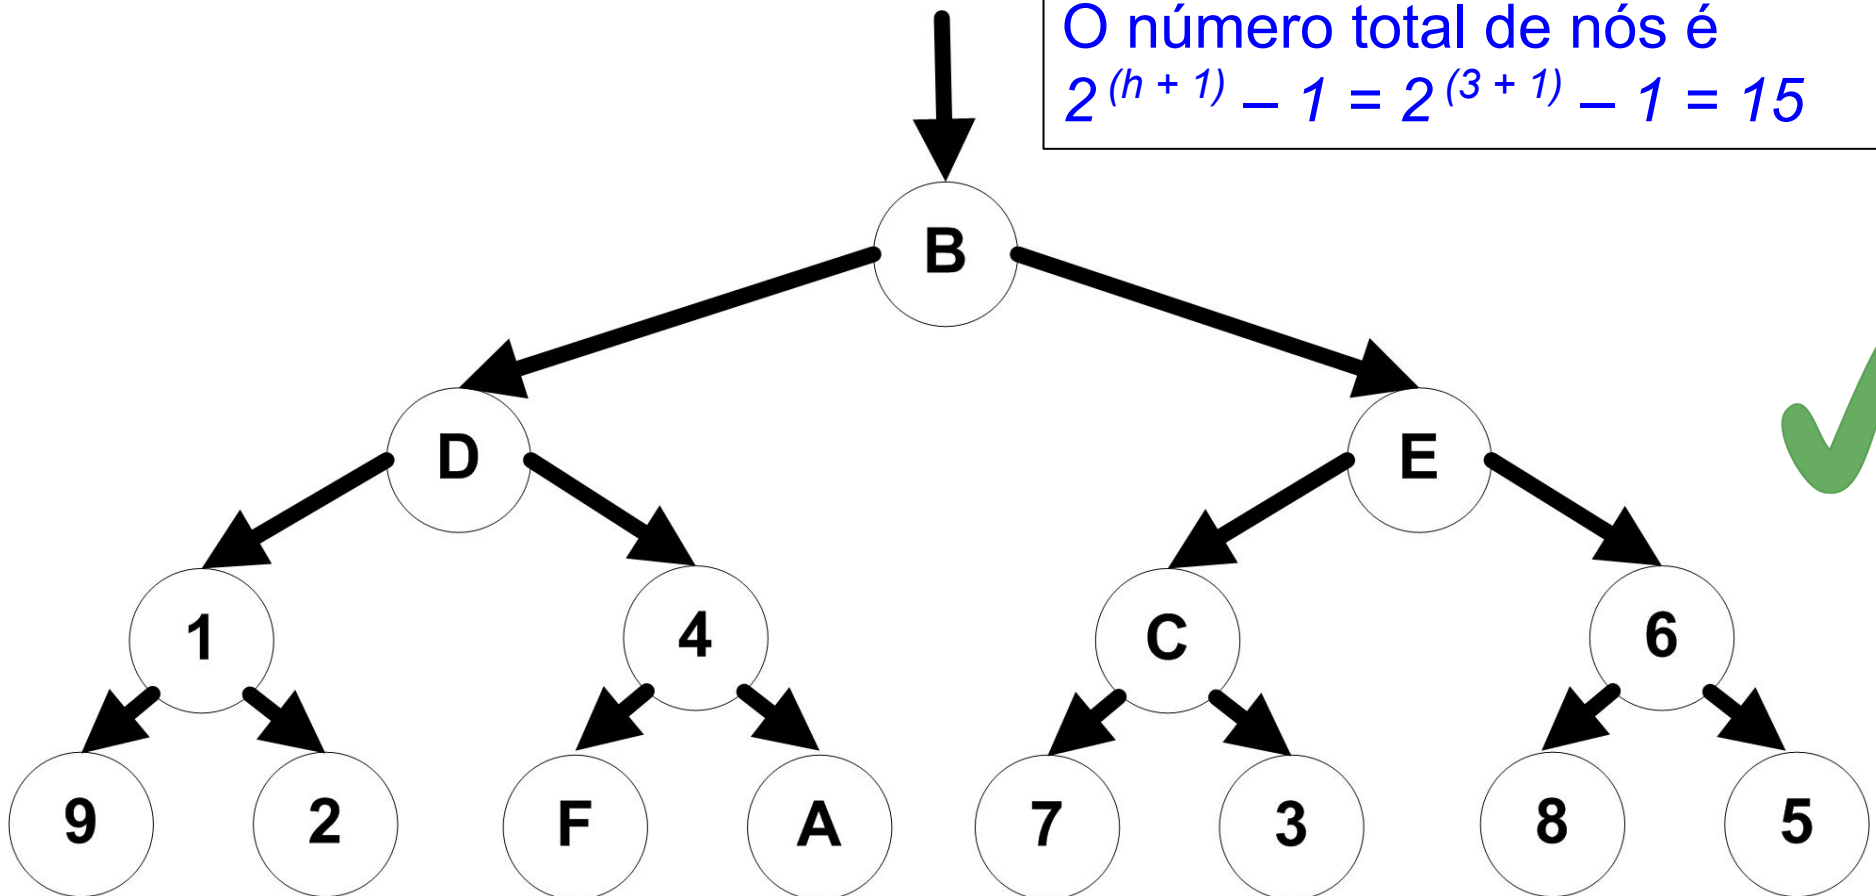 O número total de nós é
2 (h + 1) – 1 = 2 (3 + 1) – 1 = 15
B
D E
1 4 C 6
9 2 F A 7 3 8 5